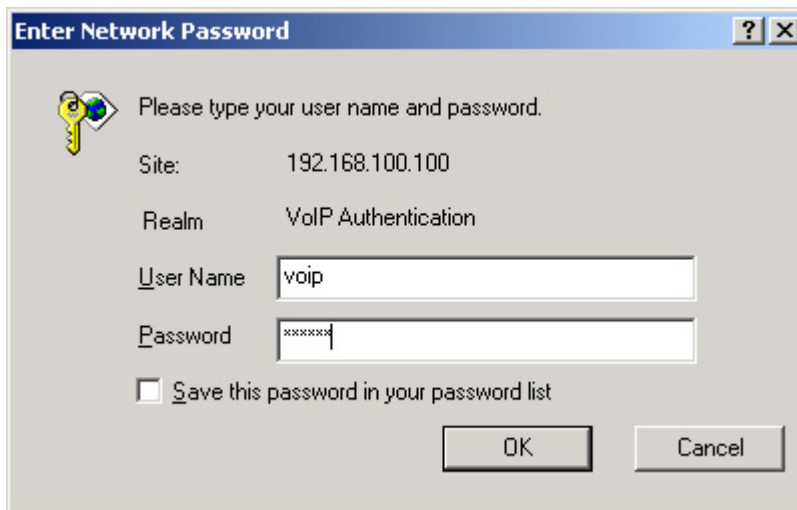 Enter Network Password
Please type your user name and password.
Site: 192.168.100.100
Realm VoIP Authentication
User Name voip
Password xxxxxx
Save this password in your password list
OK Cancel